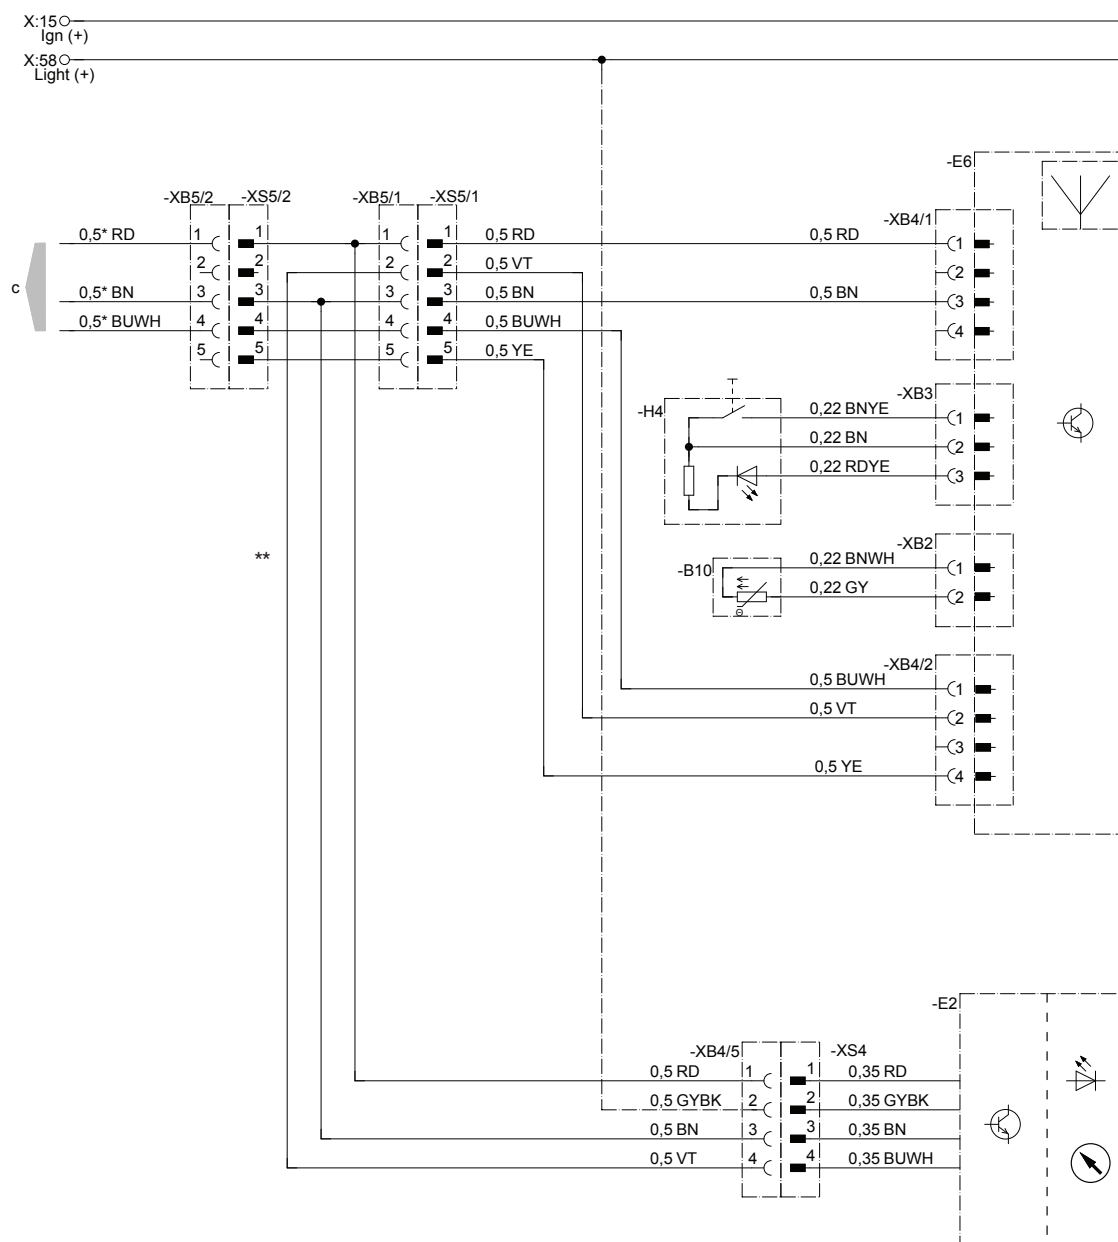 X:15
Ign (+)
X:58
Light (+)
-E6
-XB5/2 -XS5/2 -XB5/1 -XS5/1
-XB4/1
0,5* RD 1 1 1 1 0,5 RD 0,5 RD 1
2 2 2 2 0,5 VT 2
c
0,5* BN 3 3 3 3 0,5 BN 0,5 BN 3
0,5* BUWH 4 4 4 4 0,5 BUWH 4
5 5 5 5 0,5 YE
-XB3
-H4
0,22 BNYE 1
0,22 BN 2
0,22 RDYE 3
-XB2
**
0,22 BNWH 1
-B10
0,22 GY 2
-XB4/2
0,5 BUWH 1
0,5 VT 2
3
0,5 YE 4
-E2
-XB4/5 -XS4
0,5 RD 1 1 0,35 RD
0,5 GYBK 2 2 0,35 GYBK
0,5 BN 3 3 0,35 BN
0,5 VT 4 4 0,35 BUWH